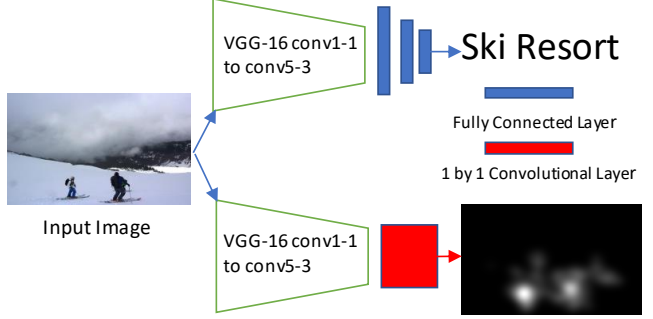 VGG-16 conv1-1
to conv5-3
Ski Resort
Fully Connected Layer
1 by 1 Convolutional Layer
Input Image
VGG-16 conv1-1
to conv5-3